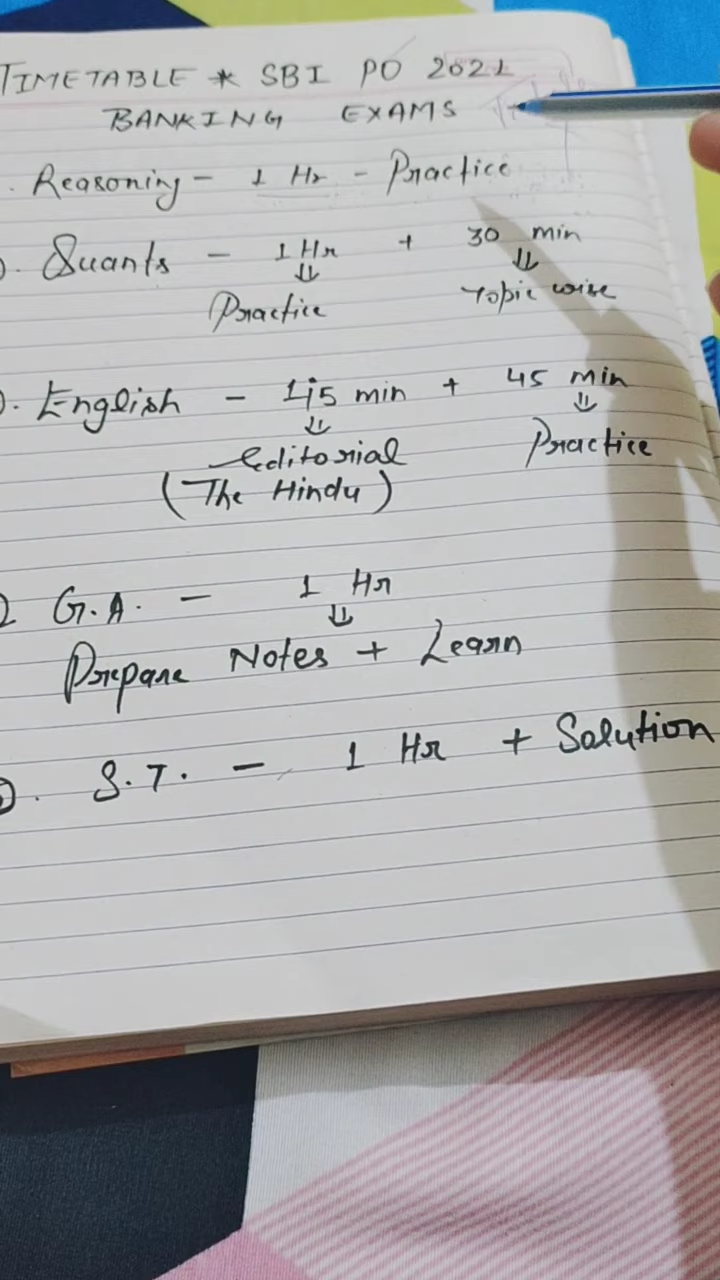 TIMETABLE * SBI PO 2021
BANKING EXAMS
. Reasoning - 1 Hr - Practice
). Quants - 1 Hr + 30 min
⇓ ⇓
Practice Topic wise
). English - 15 min + 45 min
⇓ ⇓
Editorial Practice
(The Hindu)
G.A. - 1 Hr
⇓
Prepare Notes + Learn
). S.T. - 1 Hr + Solution